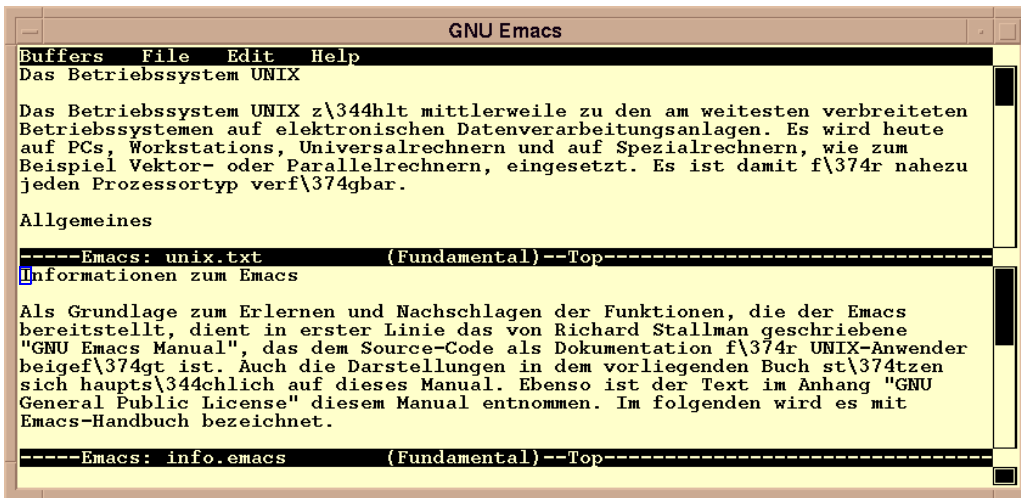 GNU Emacs
Buffers File Edit Help
Das Betriebssystem UNIX
Das Betriebssystem UNIX z\344hlt mittlerweile zu den am weitesten verbreiteten
Betriebssystemen auf elektronischen Datenverarbeitungsanlagen. Es wird heute
auf PCs, Workstations, Universalrechnern und auf Spezialrechnern, wie zum
Beispiel Vektor- oder Parallelrechnern, eingesetzt. Es ist damit f\374r nahezu
jeden Prozessortyp verf\374gbar.
Allgemeines
-----Emacs: unix.txt (Fundamental)--Top--------------------------------
Informationen zum Emacs
Als Grundlage zum Erlernen und Nachschlagen der Funktionen, die der Emacs
bereitstellt, dient in erster Linie das von Richard Stallman geschriebene
"GNU Emacs Manual", das dem Source-Code als Dokumentation f\374r UNIX-Anwender
beigef\374gt ist. Auch die Darstellungen in dem vorliegenden Buch st\374tzen
sich haupts\344chlich auf dieses Manual. Ebenso ist der Text im Anhang "GNU
General Public License" diesem Manual entnommen. Im folgenden wird es mit
Emacs-Handbuch bezeichnet.
-----Emacs: info.emacs (Fundamental)--Top--------------------------------